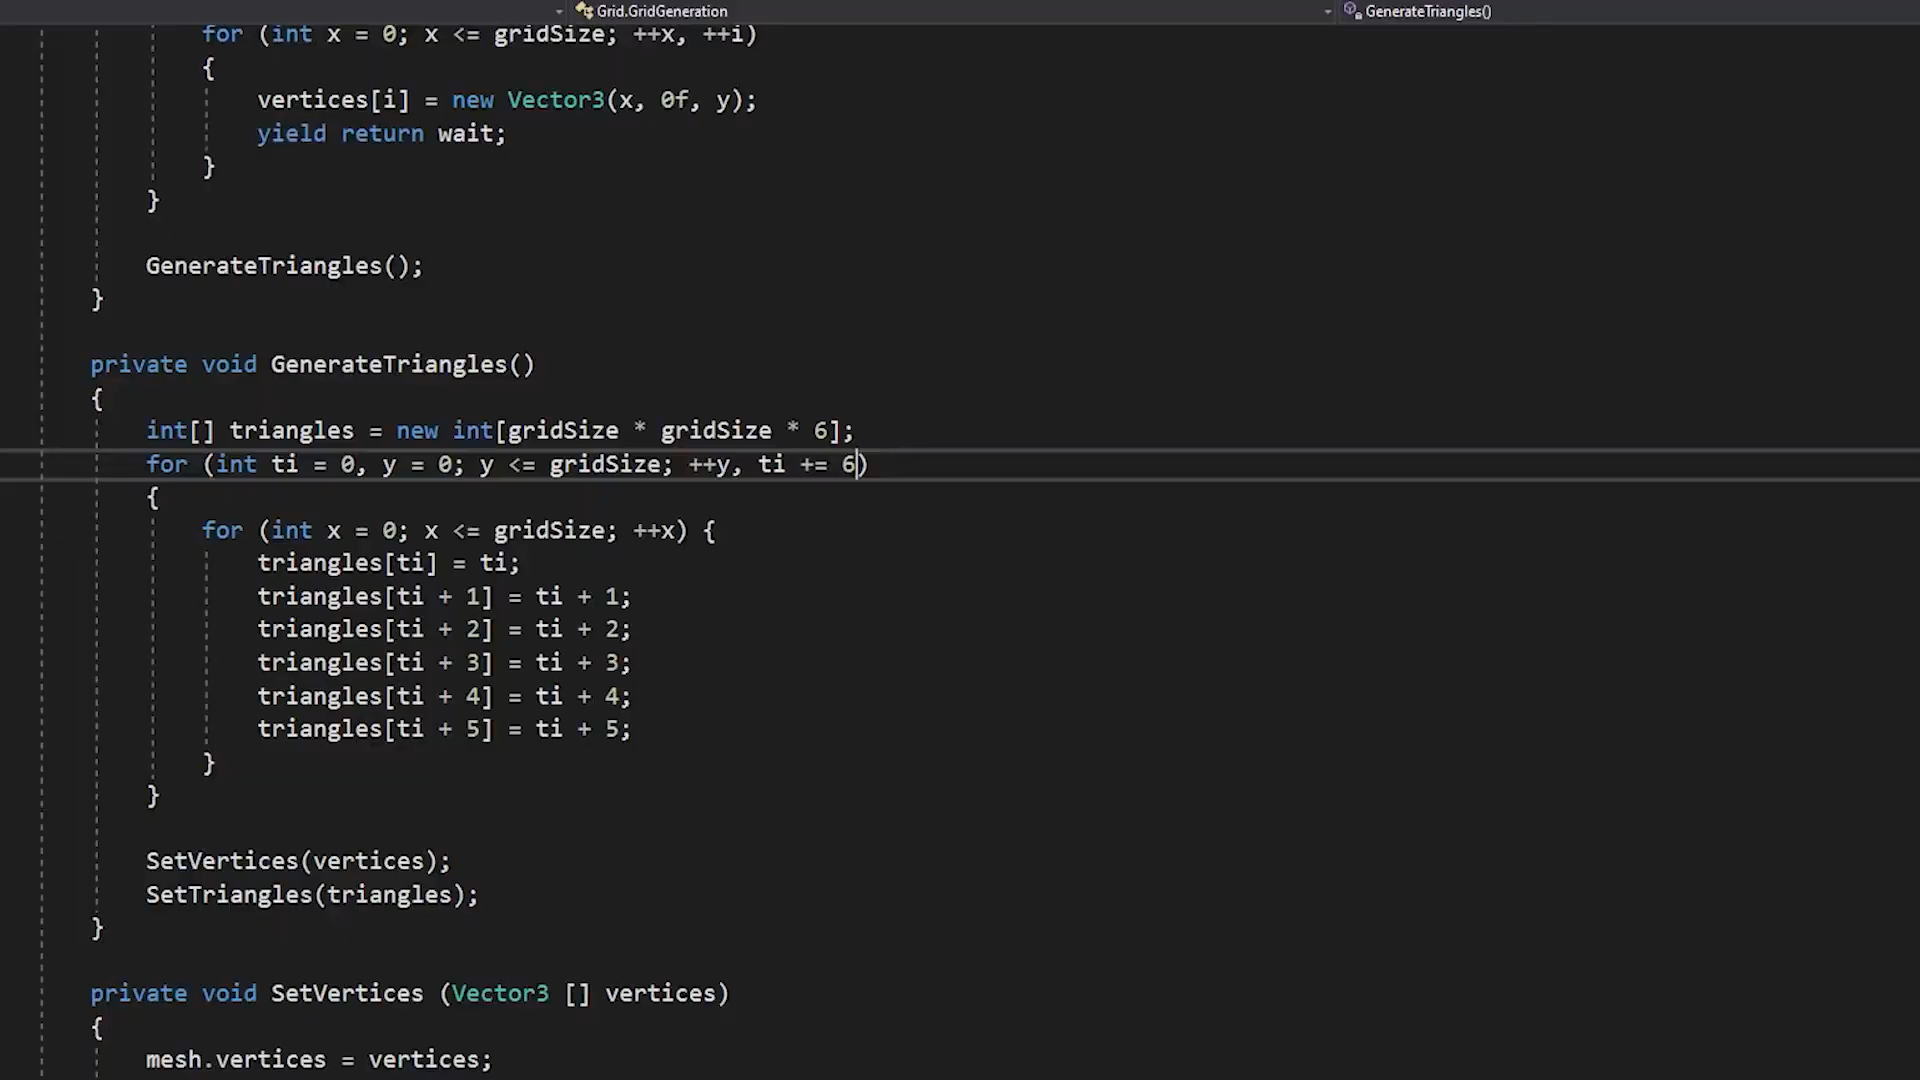 Grid.GridGeneration GenerateTriangles()
for (int x = 0; x <= gridSize; ++x, ++i)
{
vertices[i] = new Vector3(x, 0f, y);
yield return wait;
}
}
GenerateTriangles();
}
private void GenerateTriangles()
{
int[] triangles = new int[gridSize * gridSize * 6];
for (int ti = 0, y = 0; y <= gridSize; ++y, ti += 6)
{
for (int x = 0; x <= gridSize; ++x) {
triangles[ti] = ti;
triangles[ti + 1] = ti + 1;
triangles[ti + 2] = ti + 2;
triangles[ti + 3] = ti + 3;
triangles[ti + 4] = ti + 4;
triangles[ti + 5] = ti + 5;
}
}
SetVertices(vertices);
SetTriangles(triangles);
}
private void SetVertices (Vector3 [] vertices)
{
mesh.vertices = vertices;